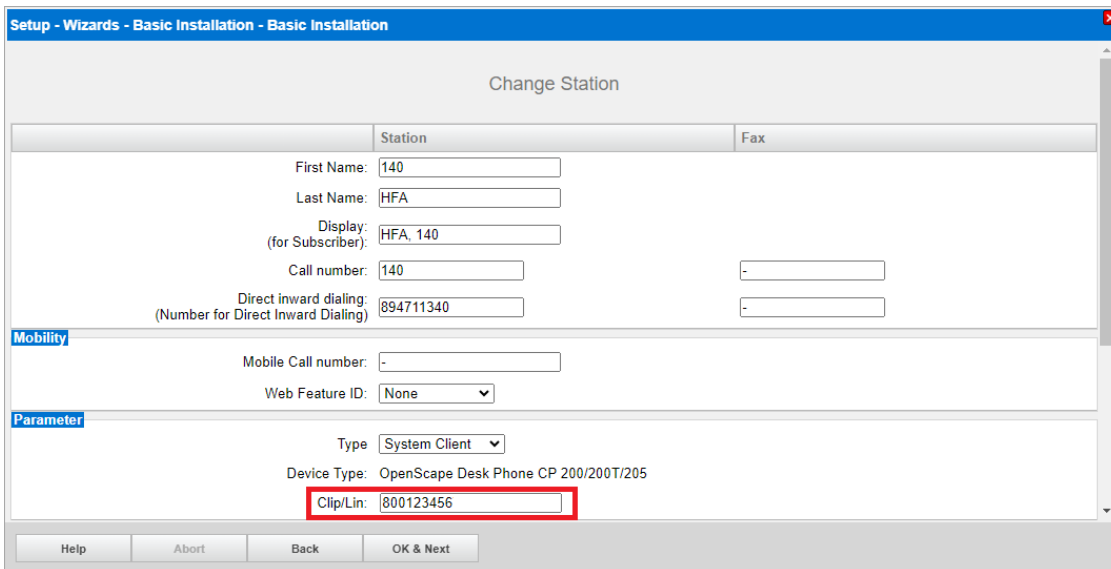 Setup - Wizards - Basic Installation - Basic Installation
Change Station
Station Fax
First Name: 140
Last Name: HFA
Display:
(for Subscriber): HFA, 140
Call number: 140 -
Direct inward dialing:
(Number for Direct Inward Dialing) 894711340 -
Mobility
Mobile Call number: -
Web Feature ID: None
Parameter
Type System Client
Device Type: OpenScape Desk Phone CP 200/200T/205
Clip/Lin: 800123456
Help Abort Back OK & Next